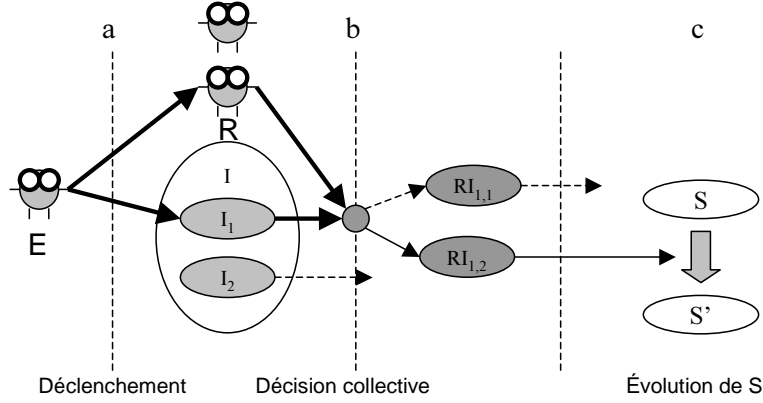 a
b
c
R
E
I
I1
I2
RI1,1
RI1,2
S
S’
Déclenchement
Décision collective
Évolution de S